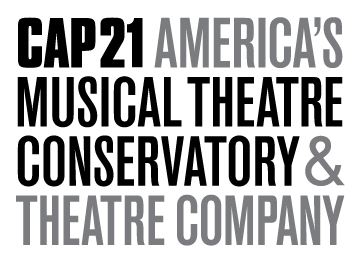 CAP21 AMERICA'S
MUSICAL THEATRE
CONSERVATORY &
THEATRE COMPANY